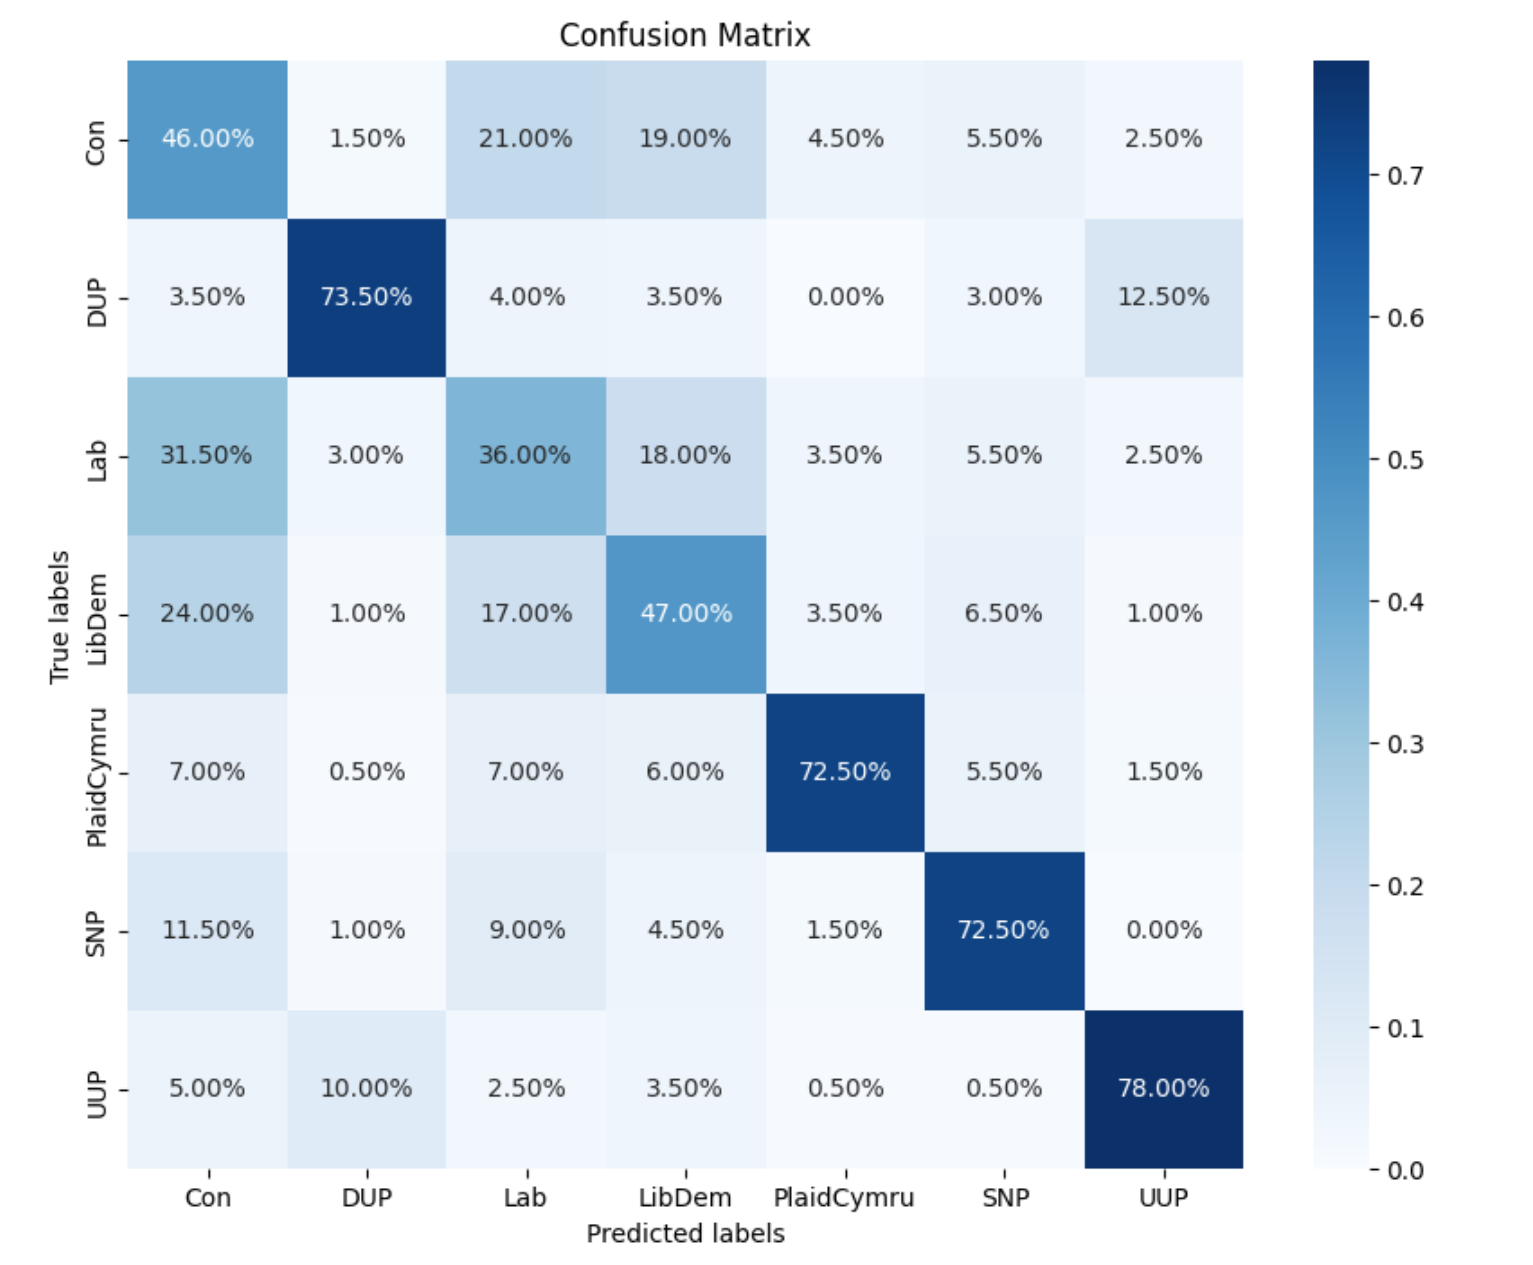 Confusion Matrix
True labels
Con 46.00% 1.50% 21.00% 19.00% 4.50% 5.50% 2.50%
DUP 3.50% 73.50% 4.00% 3.50% 0.00% 3.00% 12.50%
Lab 31.50% 3.00% 36.00% 18.00% 3.50% 5.50% 2.50%
LibDem 24.00% 1.00% 17.00% 47.00% 3.50% 6.50% 1.00%
PlaidCymru 7.00% 0.50% 7.00% 6.00% 72.50% 5.50% 1.50%
SNP 11.50% 1.00% 9.00% 4.50% 1.50% 72.50% 0.00%
UUP 5.00% 10.00% 2.50% 3.50% 0.50% 0.50% 78.00%
Con DUP Lab LibDem PlaidCymru SNP UUP
Predicted labels
0.7
0.6
0.5
0.4
0.3
0.2
0.1
0.0